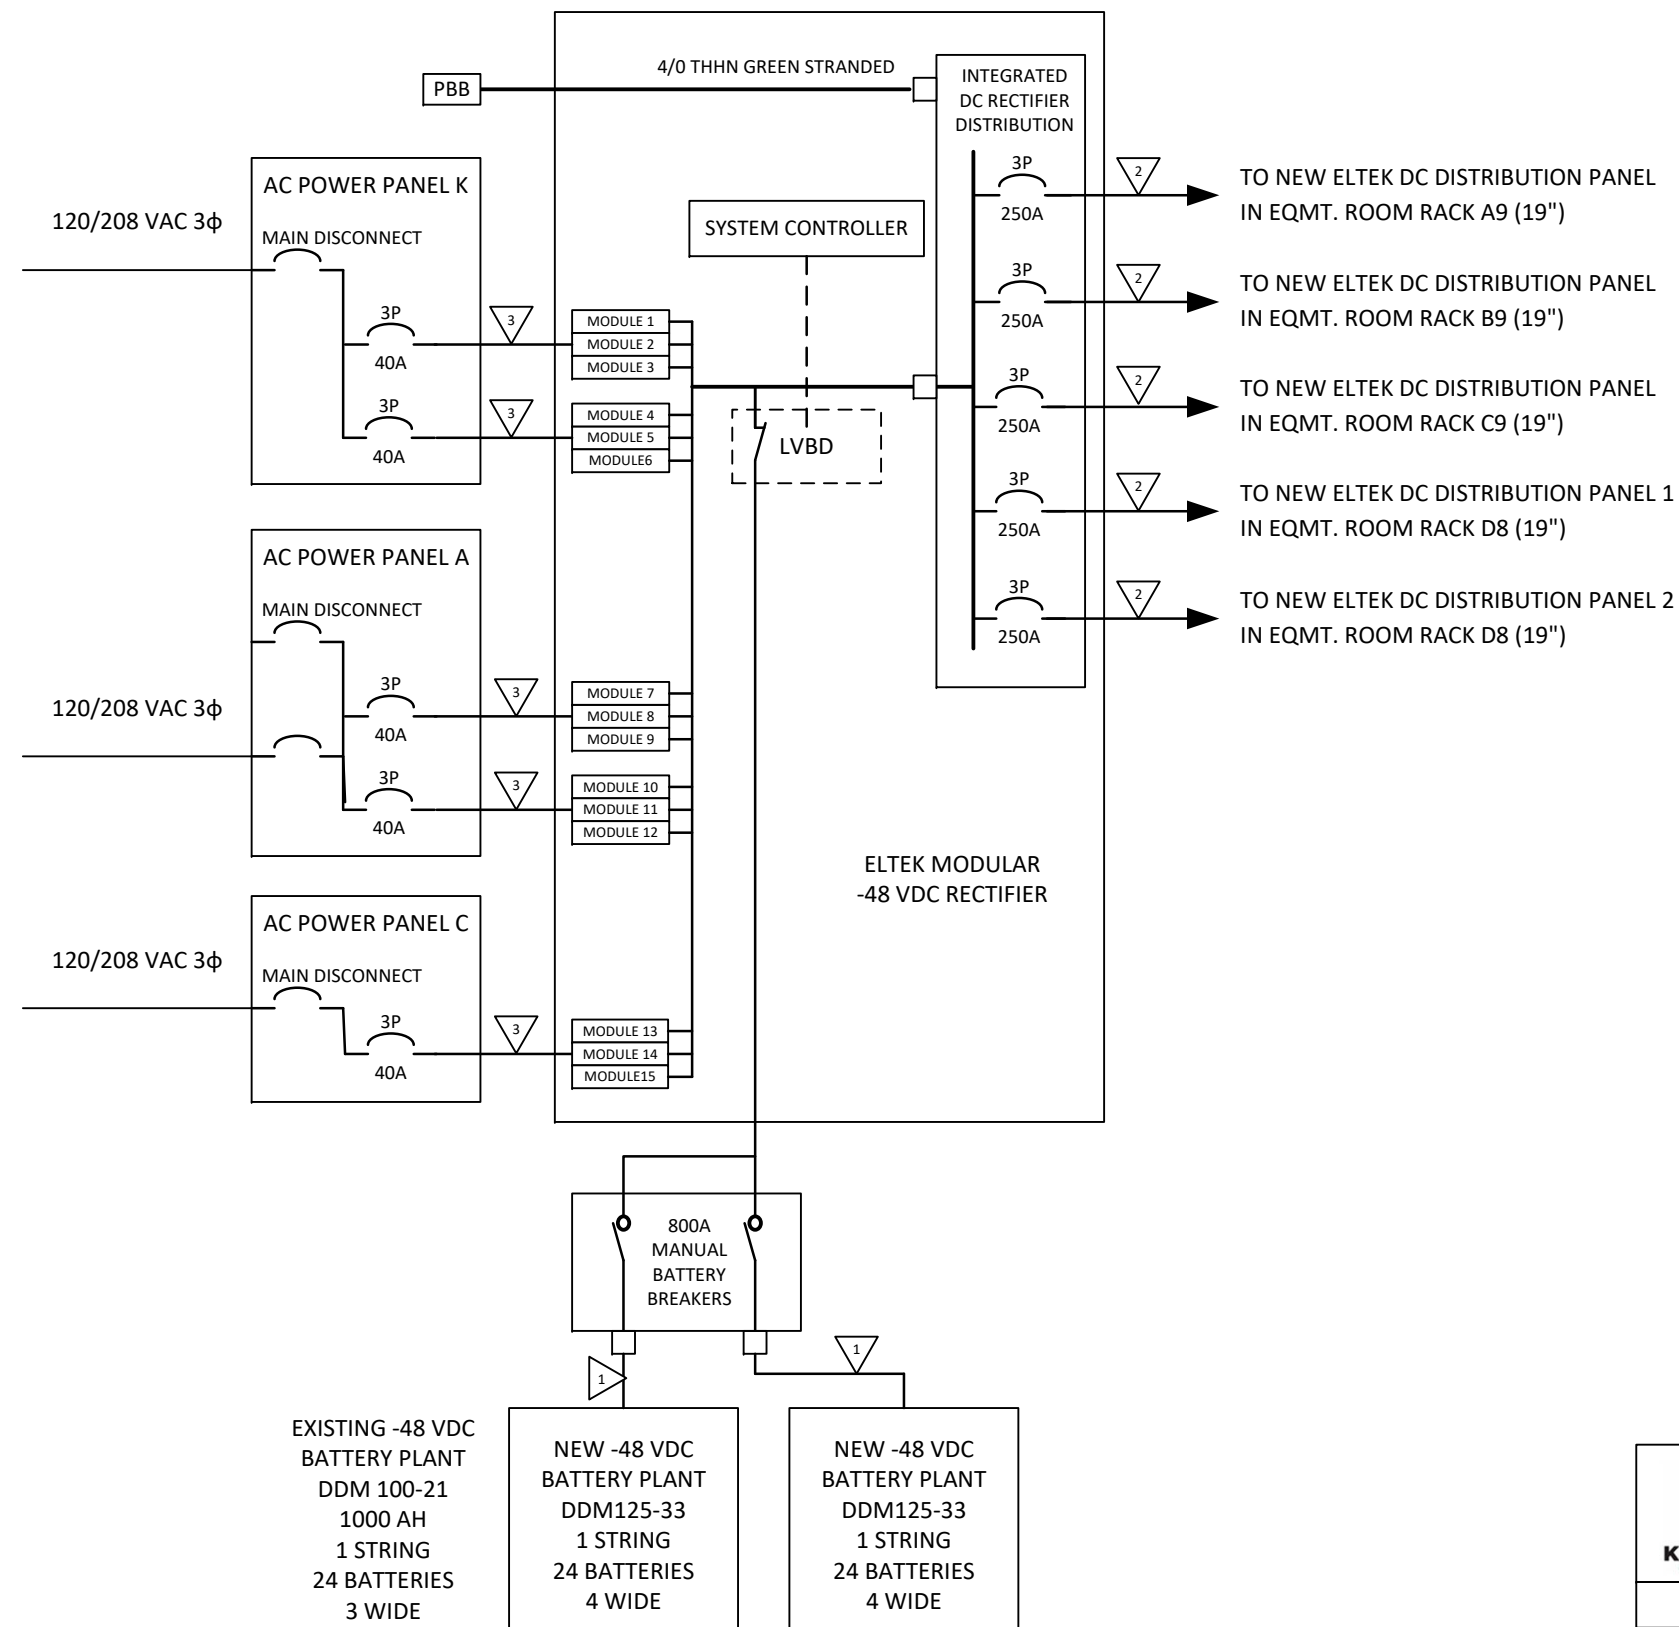 4/0 THHN GREEN STRANDED
PBB
INTEGRATED
DC RECTIFIER
DISTRIBUTION
AC POWER PANEL K
120/208 VAC 3ϕ
MAIN DISCONNECT
3P
40A
3
3P
40A
3
SYSTEM CONTROLLER
LVBD
MODULE 1
MODULE 2
MODULE 3
MODULE 4
MODULE 5
MODULE6
3P
250A
2
TO NEW ELTEK DC DISTRIBUTION PANEL
IN EQMT. ROOM RACK A9 (19")
3P
250A
2
TO NEW ELTEK DC DISTRIBUTION PANEL
IN EQMT. ROOM RACK B9 (19")
3P
250A
2
TO NEW ELTEK DC DISTRIBUTION PANEL
IN EQMT. ROOM RACK C9 (19")
3P
250A
2
TO NEW ELTEK DC DISTRIBUTION PANEL 1
IN EQMT. ROOM RACK D8 (19")
3P
250A
2
TO NEW ELTEK DC DISTRIBUTION PANEL 2
IN EQMT. ROOM RACK D8 (19")
AC POWER PANEL A
MAIN DISCONNECT
120/208 VAC 3ϕ
3P
40A
3
3P
40A
3
MODULE 7
MODULE 8
MODULE 9
MODULE 10
MODULE 11
MODULE 12
ELTEK MODULAR
-48 VDC RECTIFIER
AC POWER PANEL C
120/208 VAC 3ϕ
MAIN DISCONNECT
3P
40A
3
MODULE 13
MODULE 14
MODULE15
800A
MANUAL
BATTERY
BREAKERS
1
1
EXISTING -48 VDC
BATTERY PLANT
DDM 100-21
1000 AH
1 STRING
24 BATTERIES
3 WIDE
NEW -48 VDC
BATTERY PLANT
DDM125-33
1 STRING
24 BATTERIES
4 WIDE
NEW -48 VDC
BATTERY PLANT
DDM125-33
1 STRING
24 BATTERIES
4 WIDE
K